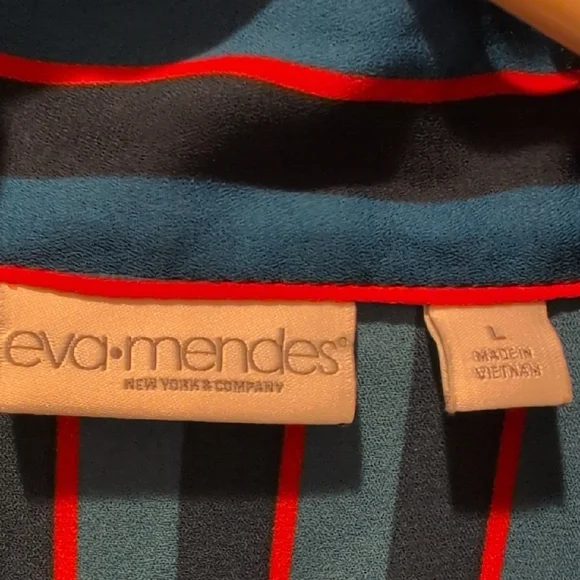 eva•mendes®
NEW YORK & COMPANY
L
MADE IN
VIETNAM